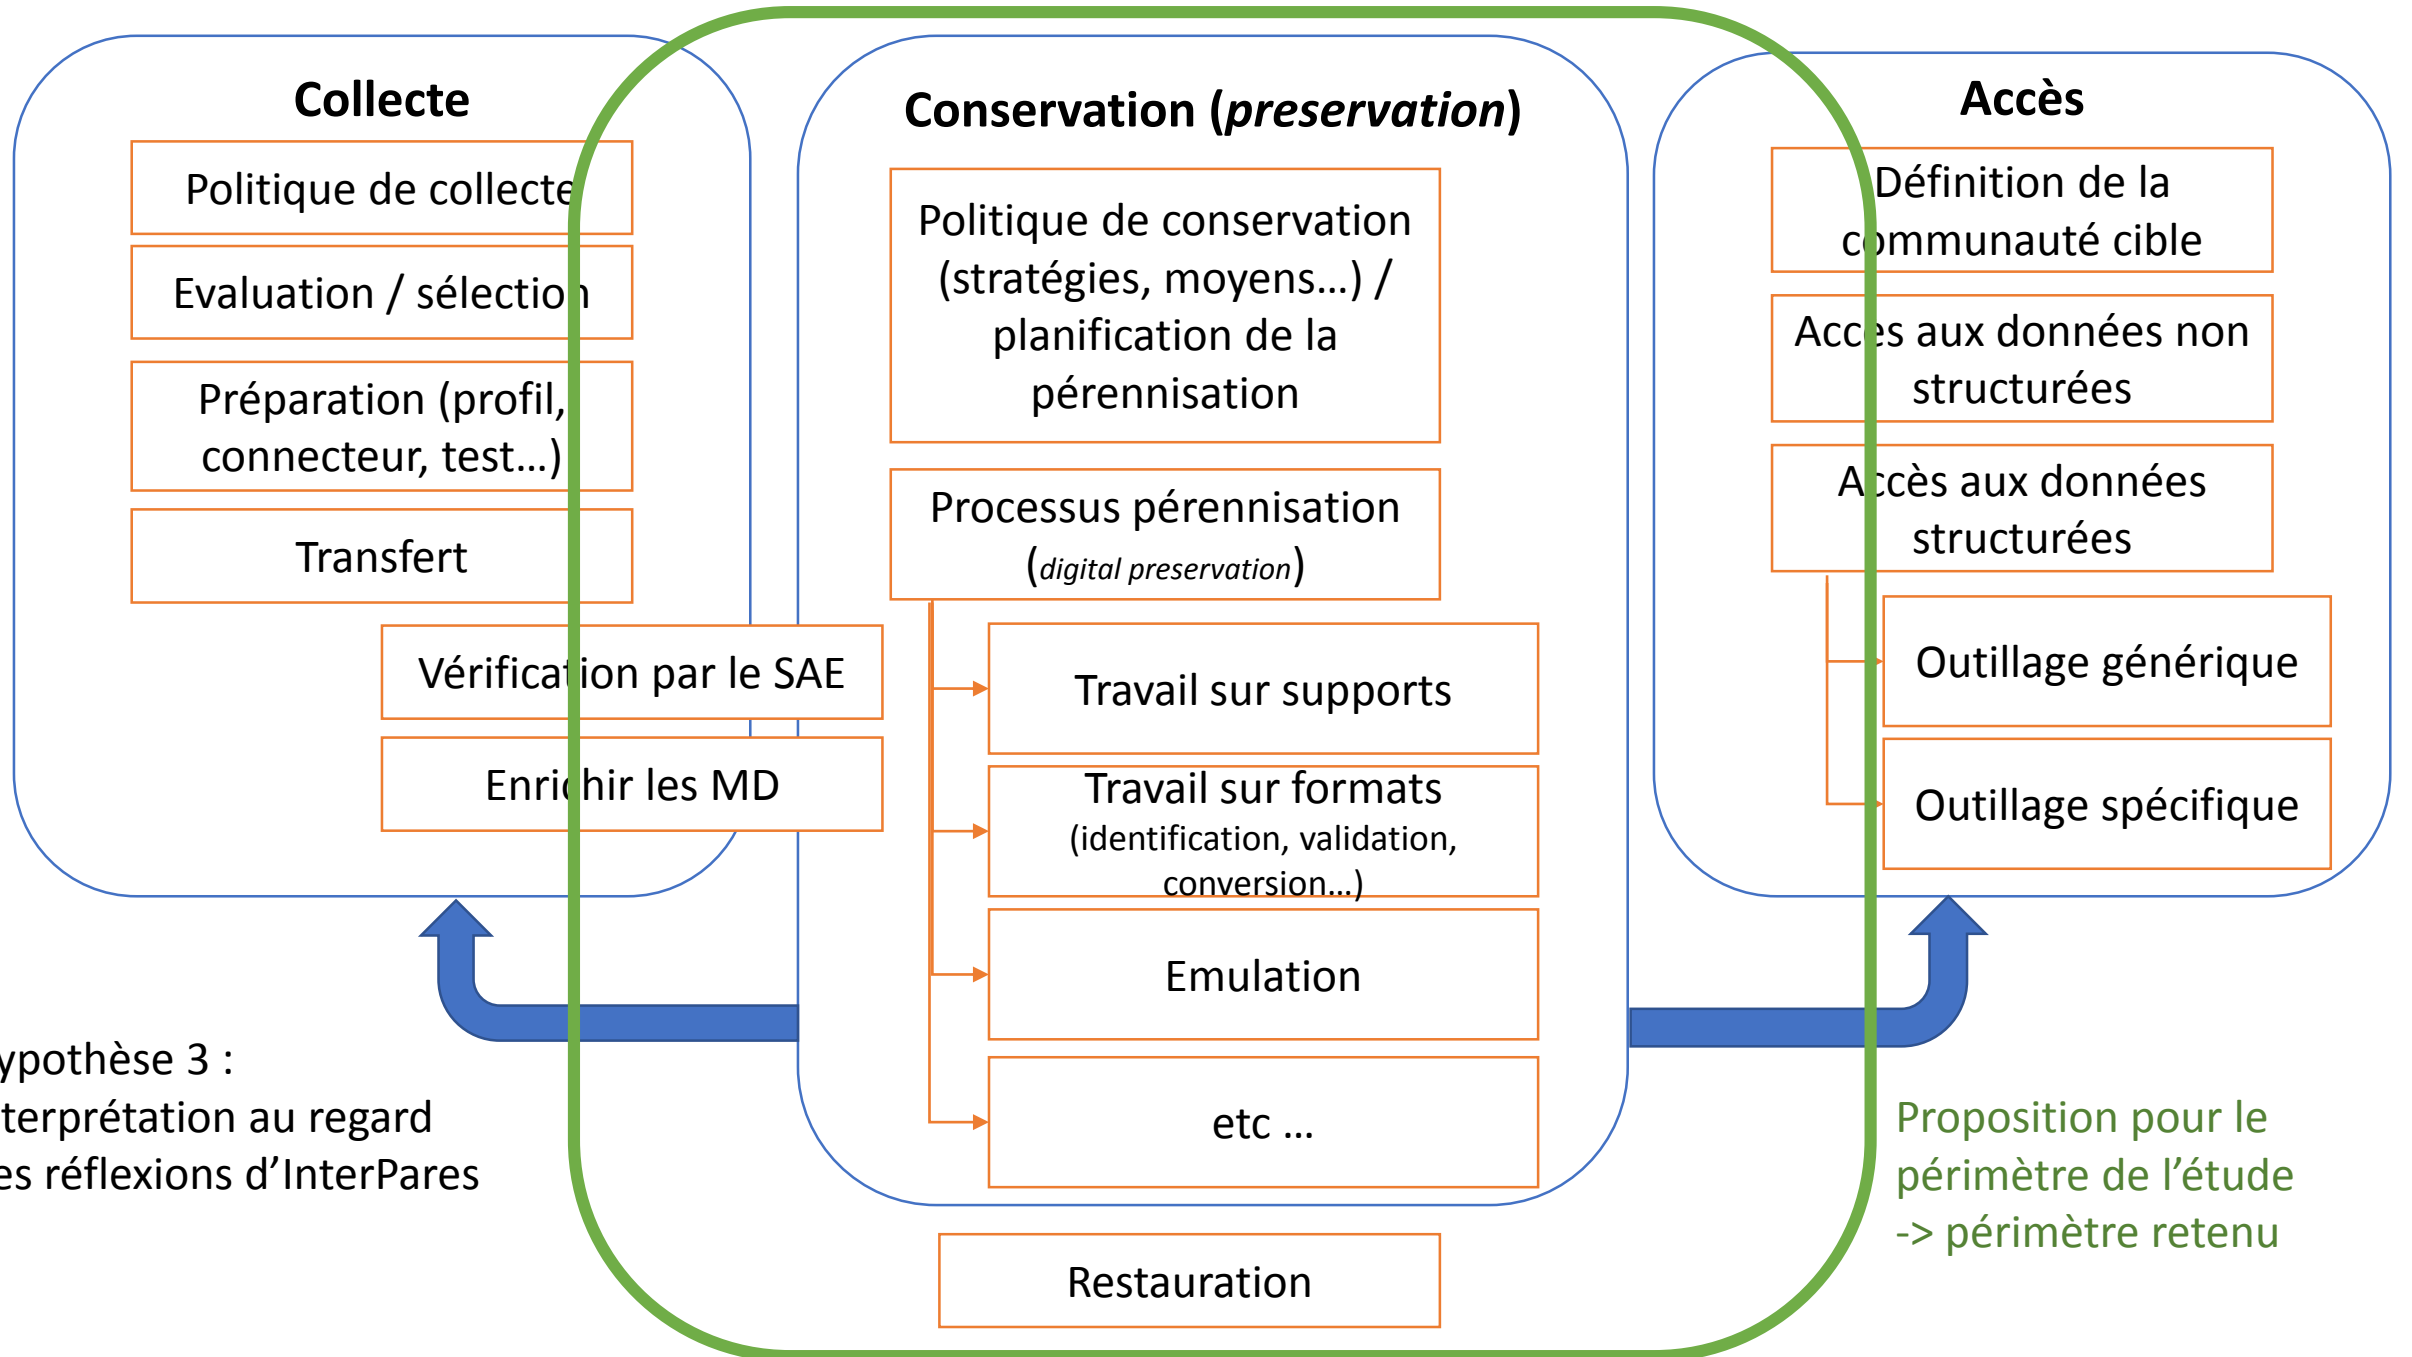 Collecte
Politique de collecte
Evaluation / sélection
Préparation (profil,
connecteur, test…)
Transfert
Vérification par le SAE
Enrichir les MD
Conservation (preservation)
Politique de conservation
(stratégies, moyens…) /
planification de la
pérennisation
Processus pérennisation
(digital preservation)
Travail sur supports
Travail sur formats
(identification, validation,
conversion…)
Emulation
etc …
Restauration
Accès
Définition de la
communauté cible
Accès aux données non
structurées
Accès aux données
structurées
Outillage générique
Outillage spécifique
ypothèse 3 :
terprétation au regard
es réflexions d’InterPares
Proposition pour le
périmètre de l’étude
-> périmètre retenu